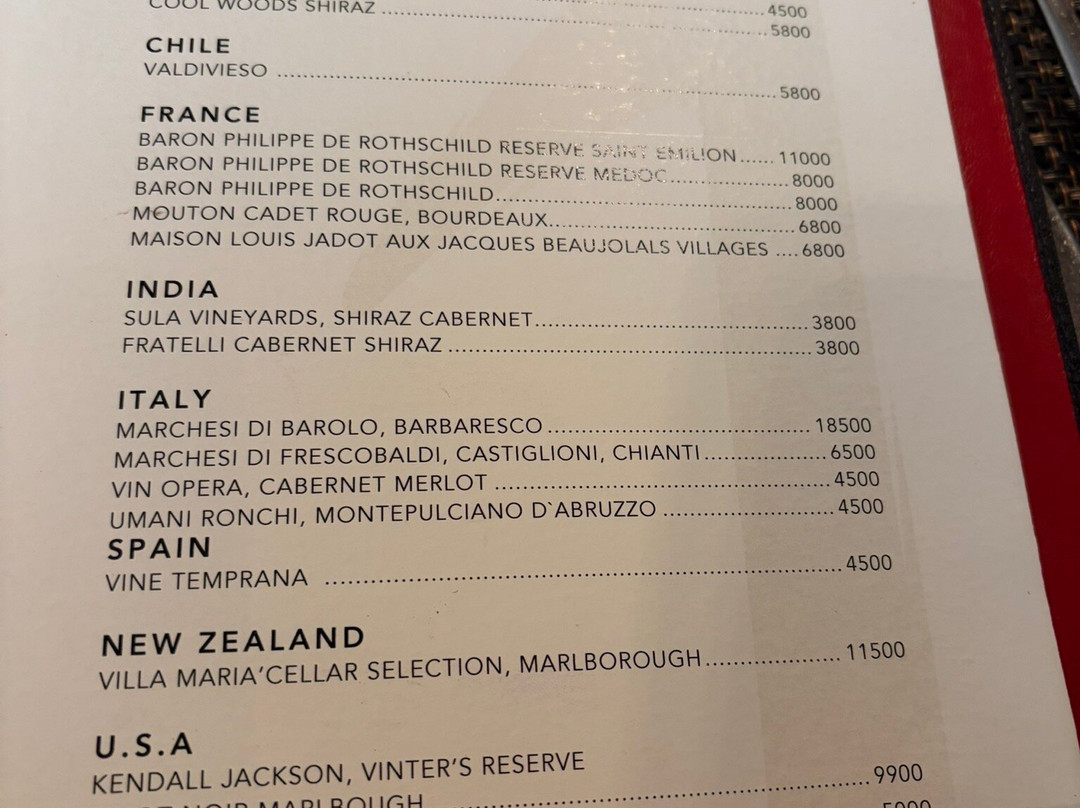 COOL WOODS SHIRAZ ........ 4500
5800
CHILE
VALDIVIESO ........ 5800
FRANCE
BARON PHILIPPE DE ROTHSCHILD RESERVE SAINT EMILION ...... 11000
BARON PHILIPPE DE ROTHSCHILD RESERVE MEDOC ........ 8000
BARON PHILIPPE DE ROTHSCHILD ........ 8000
MOUTON CADET ROUGE, BOURDEAUX ........ 6800
MAISON LOUIS JADOT AUX JACQUES BEAUJOLALS VILLAGES .... 6800
INDIA
SULA VINEYARDS, SHIRAZ CABERNET ........ 3800
FRATELLI CABERNET SHIRAZ ........ 3800
ITALY
MARCHESI DI BAROLO, BARBARESCO ........ 18500
MARCHESI DI FRESCOBALDI, CASTIGLIONI, CHIANTI ........ 6500
VIN OPERA, CABERNET MERLOT ........ 4500
UMANI RONCHI, MONTEPULCIANO D`ABRUZZO ........ 4500
SPAIN
VINE TEMPRANA ........ 4500
NEW ZEALAND
VILLA MARIA'CELLAR SELECTION, MARLBOROUGH ........ 11500
U.S.A
KENDALL JACKSON, VINTER'S RESERVE
NOIR MARLBOUGH ........ 9900
5000